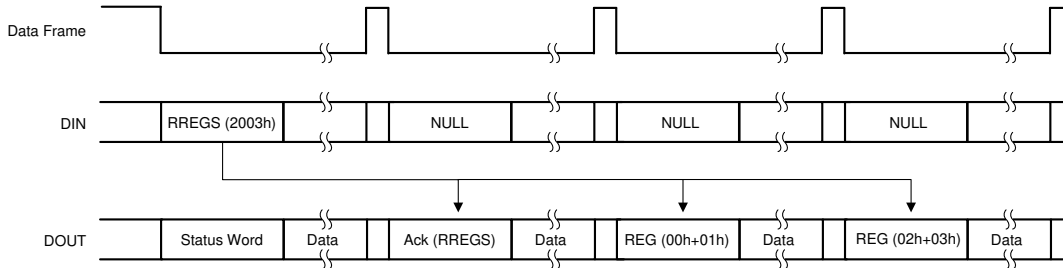 Data Frame
DIN RREGS (2003h) NULL NULL NULL
DOUT Status Word Data Ack (RREGS) Data REG (00h+01h) Data REG (02h+03h) Data